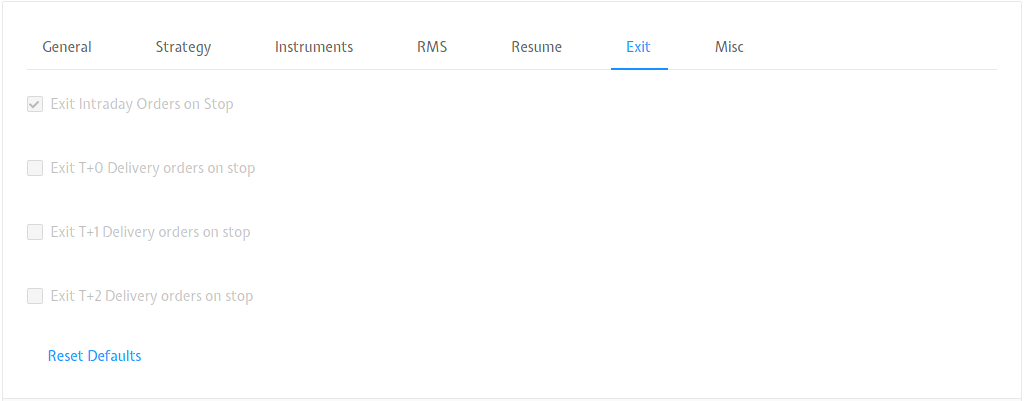 General Strategy Instruments RMS Resume Exit Misc
Exit Intraday Orders on Stop
Exit T+0 Delivery orders on stop
Exit T+1 Delivery orders on stop
Exit T+2 Delivery orders on stop
Reset Defaults